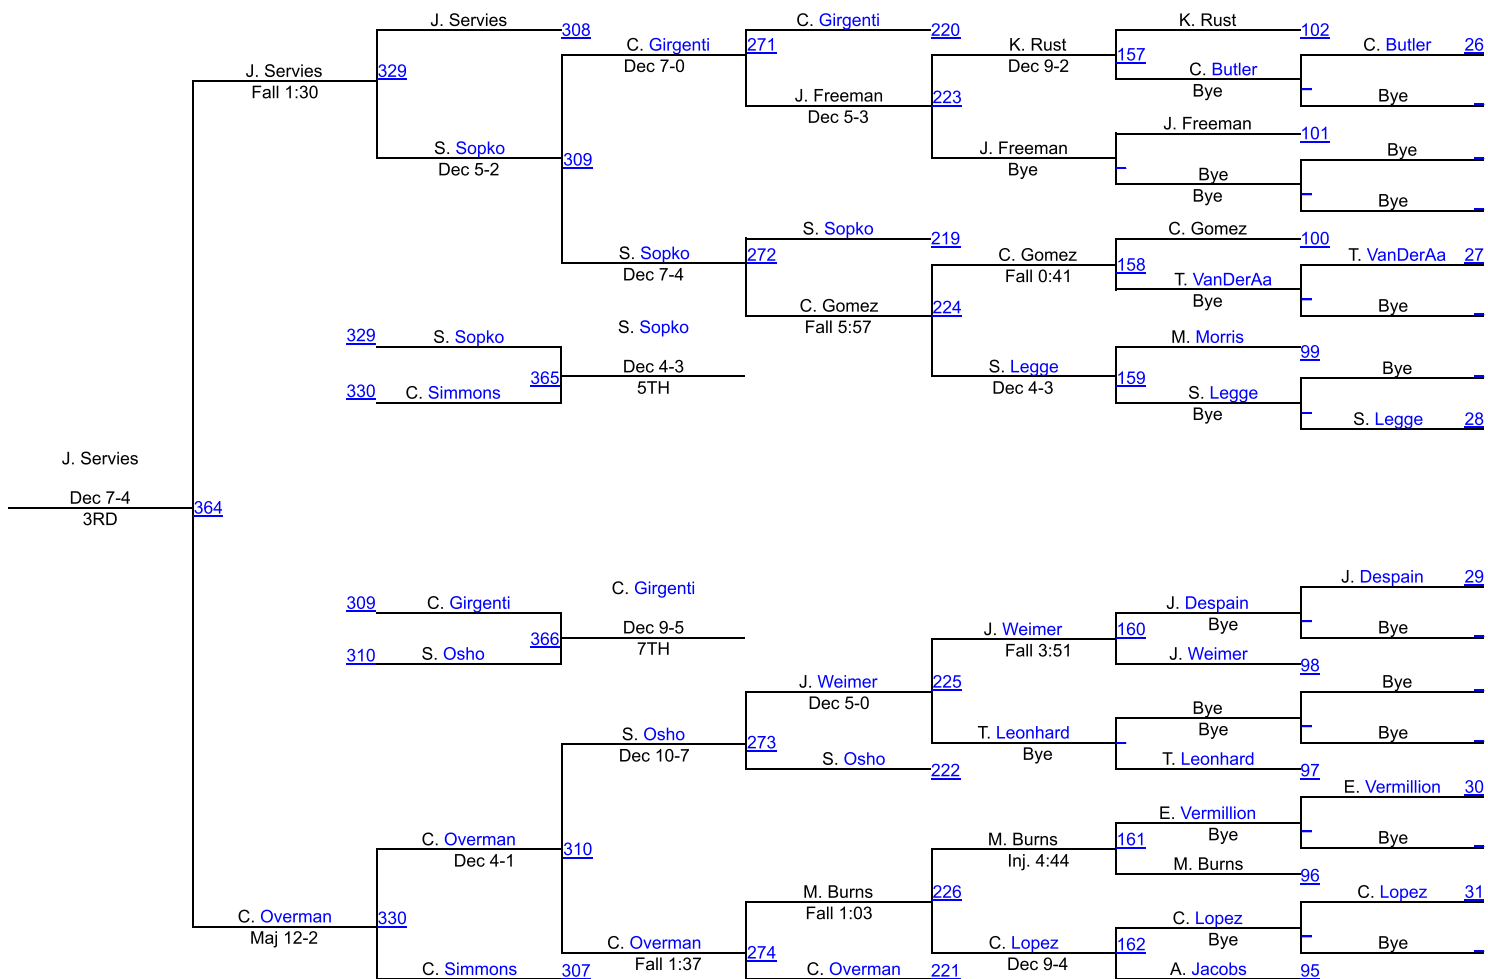 J. Servies
308
C. Girgenti
220
K. Rust
102
C. Butler 26
C. Girgenti
271
K. Rust
157
Dec 7-0
Dec 9-2
J. Servies
329
C. Butler
Fall 1:30
Bye
Bye
J. Freeman
223
Dec 5-3
J. Freeman
101
S. Sopko
309
J. Freeman
Bye
Dec 5-2
Bye
Bye
Bye
Bye
S. Sopko
219
C. Gomez
100
S. Sopko
272
C. Gomez
158
T. VanDerAa 27
Dec 7-4
Fall 0:41
T. VanDerAa
Bye
C. Gomez
224
Bye
Fall 5:57
S. Sopko
329
S. Sopko
M. Morris
99
Dec 4-3
S. Legge
159
Bye
365
5TH
Dec 4-3
330
C. Simmons
S. Legge
Bye
S. Legge 28
J. Servies
Dec 7-4
364
3RD
J. Despain 29
C. Girgenti
309
C. Girgenti
J. Despain
Bye
Dec 9-5
J. Weimer
160
Bye
366
7TH
Fall 3:51
310
S. Osho
J. Weimer
98
J. Weimer
225
Bye
Dec 5-0
Bye
S. Osho
273
T. Leonhard
Bye
Bye
Dec 10-7
Bye
S. Osho
222
T. Leonhard
97
E. Vermillion 30
E. Vermillion
C. Overman
310
M. Burns
161
Bye
Bye
Dec 4-1
Inj. 4:44
M. Burns
96
M. Burns
226
C. Lopez 31
Fall 1:03
C. Overman
330
C. Lopez
Maj 12-2
C. Overman
274
C. Lopez
162
Bye
Bye
Fall 1:37
Dec 9-4
C. Simmons
307
C. Overman
221
A. Jacobs
95